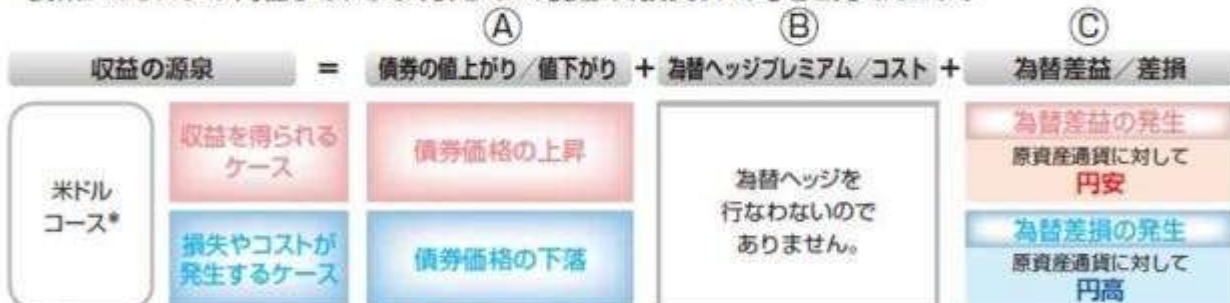 Ⓐ Ⓑ Ⓒ
収益の源泉 = 債券の値上がり／値下がり + 為替ヘッジプレミアム／コスト + 為替差益／差損
米ドル
コース*
収益を得られる
ケース
債券価格の上昇
損失やコストが
発生するケース
債券価格の下落
為替ヘッジを
行なわないので
ありません。
為替差益の発生
原資産通貨に対して
円安
為替差損の発生
原資産通貨に対して
円高